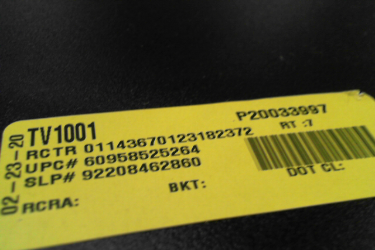 02-23-20
TV1001
P20033997
RCTR 01143670123182372
RT :7
UPC# 60958525264
SLP# 92208462860
DOT CL:
BKT:
RCRA: